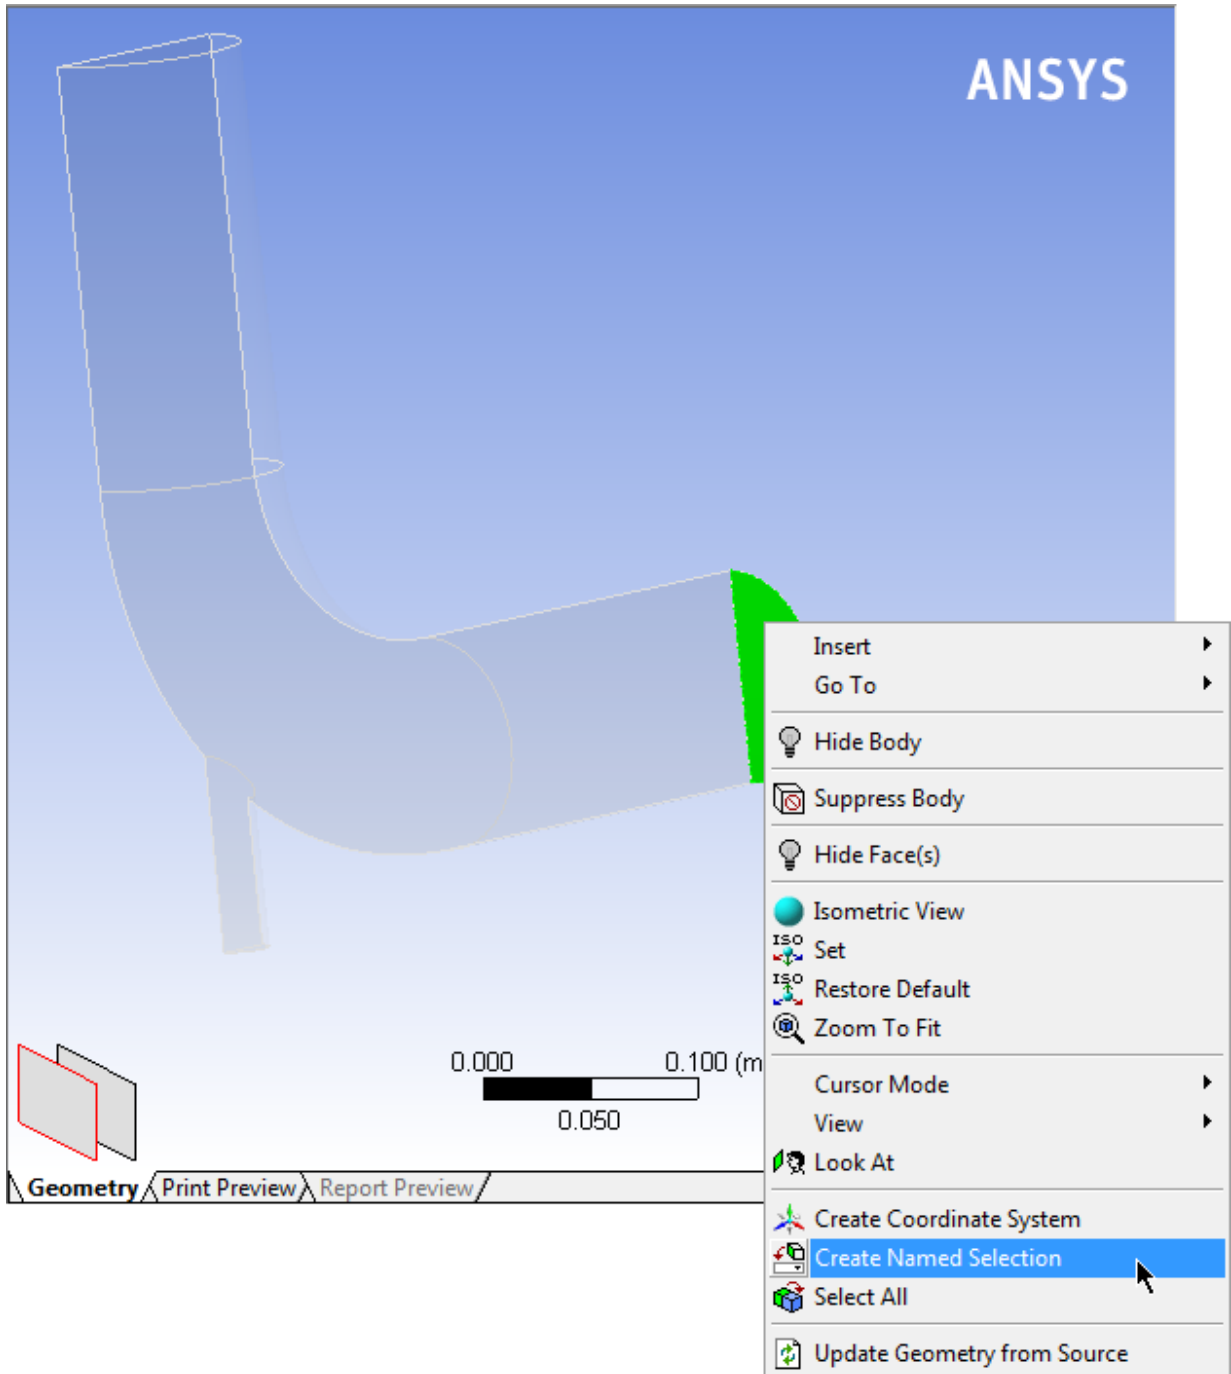 ANSYS
Insert
Go To
Hide Body
Suppress Body
Hide Face(s)
Isometric View
ISO
Set
ISO
Restore Default
Zoom To Fit
0.000 0.100 (m
0.050
Cursor Mode
View
Look At
Geometry Print Preview Report Preview
Create Coordinate System
Create Named Selection
Select All
Update Geometry from Source